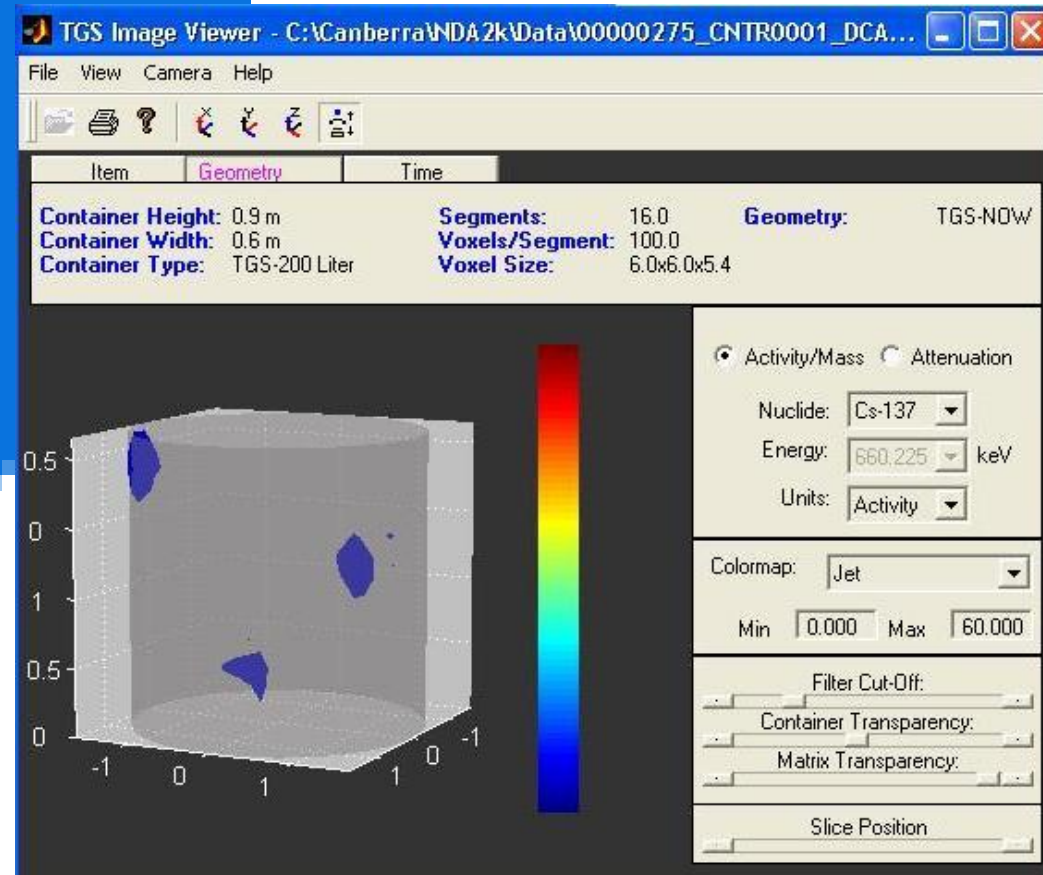 TGS Image Viewer - C:\Canberra\NDA2k\Data\00000275_CNTR0001_DCA...
File View Camera Help
X Y Z
Item Geometry Time
Container Height: 0.9 m Segments: 16.0 Geometry: TGS-NOW
Container Width: 0.6 m Voxels/Segment: 100.0
Container Type: TGS-200 Liter Voxel Size: 6.0x6.0x5.4
Activity/Mass Attenuation
Nuclide: Cs-137
Energy: 660.225 keV
Units: Activity
Colormap: Jet
Min 0.000 Max 60.000
Filter Cut-Off:
Container Transparency:
Matrix Transparency:
Slice Position
0.5
0
1
0.5
0
-1 0 1
1 0 -1